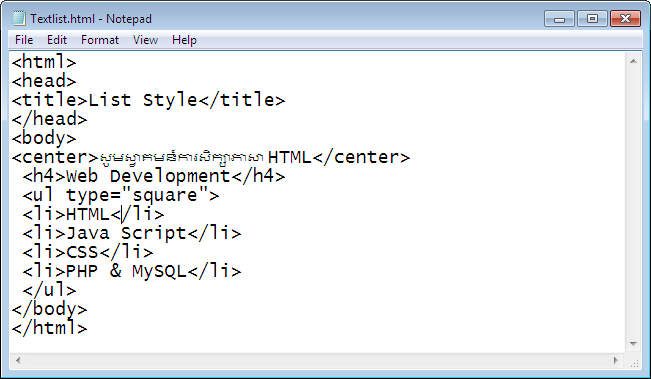 Textlist.html - Notepad
File Edit Format View Help
<html>
<head>
<title>List Style</title>
</head>
<body>
<center>សូមស្វាគមន៍ការសិក្សាភាសា HTML</center>
<h4>Web Development</h4>
<ul type="square">
<li>HTML</li>
<li>Java Script</li>
<li>CSS</li>
<li>PHP & MySQL</li>
</ul>
</body>
</html>